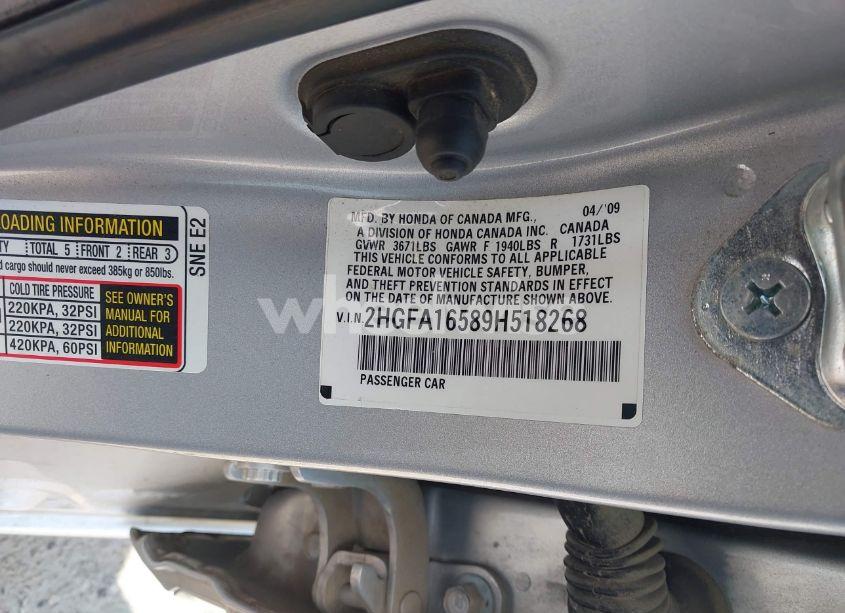 LOADING INFORMATION
TY TOTAL 5 FRONT 2 REAR 3
d cargo should never exceed 385kg or 850lbs.
COLD TIRE PRESSURE
220KPA, 32PSI
220KPA, 32PSI
420KPA, 60PSI
SEE OWNER'S
MANUAL FOR
ADDITIONAL
INFORMATION
SNE E2
MFD. BY HONDA OF CANADA MFG., 04/'09
A DIVISION OF HONDA CANADA INC. CANADA
GVWR 3671LBS GAWR F 1940LBS R 1731LBS
THIS VEHICLE CONFORMS TO ALL APPLICABLE
FEDERAL MOTOR VEHICLE SAFETY, BUMPER,
AND THEFT PREVENTION STANDARDS IN EFFECT
ON THE DATE OF MANUFACTURE SHOWN ABOVE.
V.I.N. 2HGFA16589H518268
PASSENGER CAR